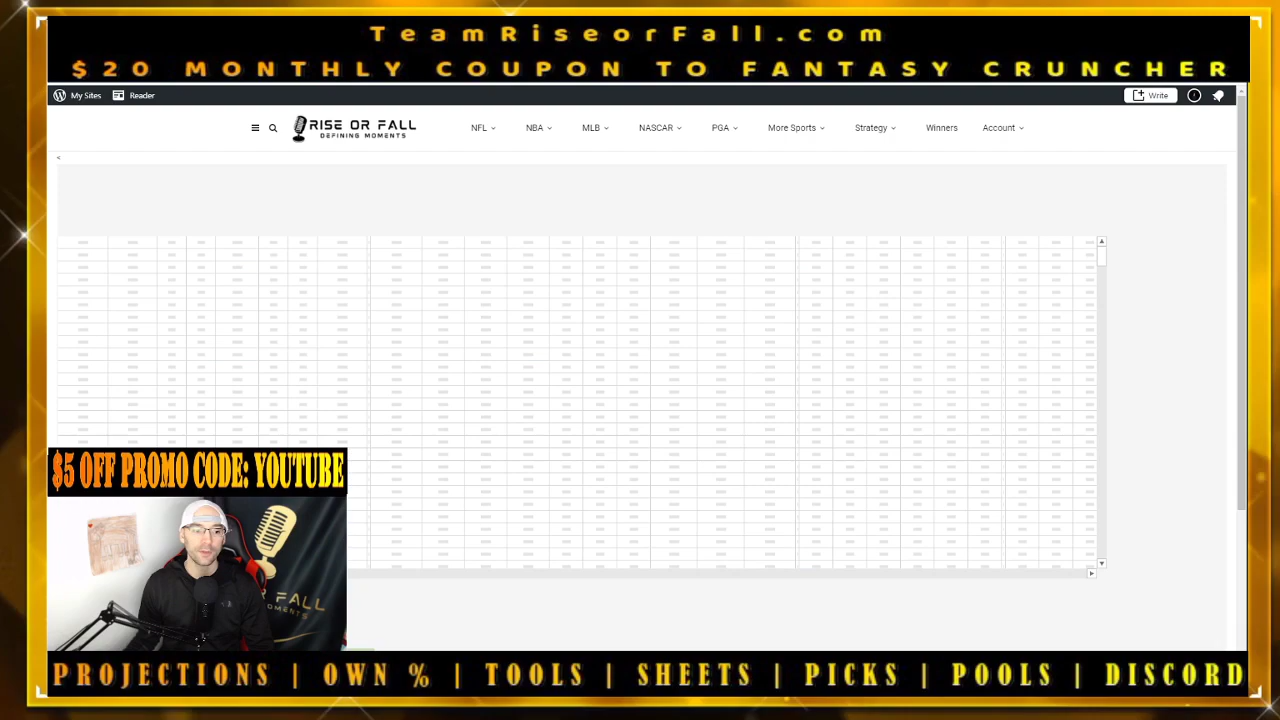 TeamRiseorFall.com
$20 MONTHLY COUPON TO FANTASY CRUNCHER
My Sites Reader Write
RISE OR FALL
DEFINING MOMENTS
NFL NBA MLB NASCAR PGA More Sports Strategy Winners Account
<
$5 OFF PROMO CODE: YOUTUBE
PROJECTIONS | OWN % | TOOLS | SHEETS | PICKS | POOLS | DISCORD